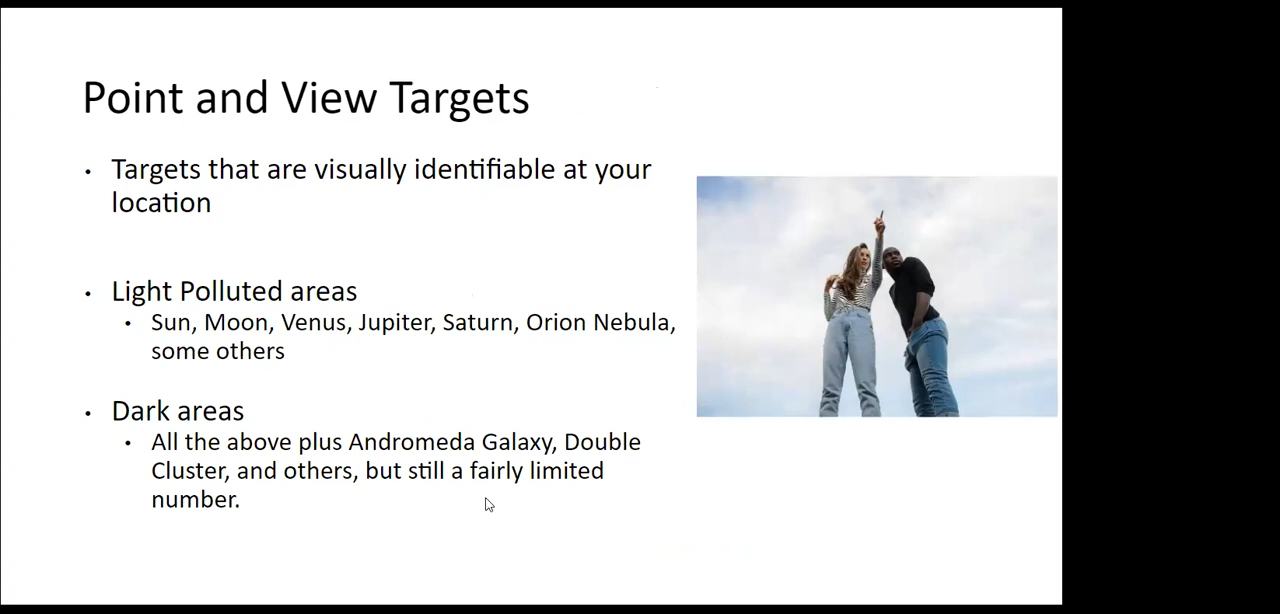 Point and View Targets
• Targets that are visually identifiable at your
location
• Light Polluted areas
• Sun, Moon, Venus, Jupiter, Saturn, Orion Nebula,
some others
• Dark areas
• All the above plus Andromeda Galaxy, Double
Cluster, and others, but still a fairly limited
number.